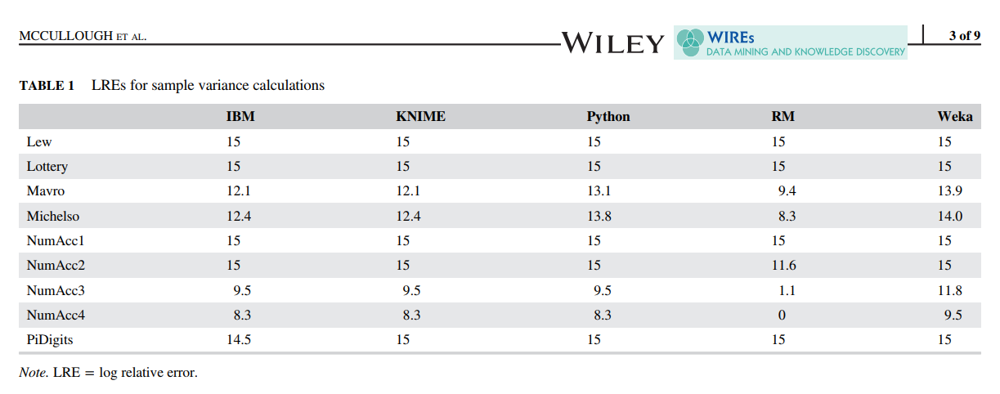 MCCULLOUGH ET AL.
WILEY
WIREs
DATA MINING AND KNOWLEDGE DISCOVERY
3 of 9
TABLE 1 LREs for sample variance calculations
IBM KNIME Python RM Weka
Lew 15 15 15 15 15
Lottery 15 15 15 15 15
Mavro 12.1 12.1 13.1 9.4 13.9
Michelso 12.4 12.4 13.8 8.3 14.0
NumAcc1 15 15 15 15 15
NumAcc2 15 15 15 11.6 15
NumAcc3 9.5 9.5 9.5 1.1 11.8
NumAcc4 8.3 8.3 8.3 0 9.5
PiDigits 14.5 15 15 15 15
Note. LRE = log relative error.